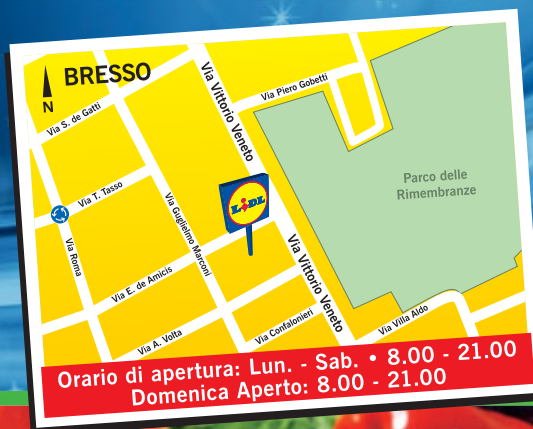 BRESSO
N
Via S. de Gatti
Via Vittorio Veneto
Via Piero Gobetti
Parco delle
Rimembranze
Via T. Tasso
LiDL
Via Guglielmo Marconi
Via Roma
Via E. de Amicis
Via Vittorio Veneto
Via A. Volta
Via Confalonieri
Via Villa Aldo
Orario di apertura: Lun. - Sab. • 8.00 - 21.00
Domenica Aperto: 8.00 - 21.00